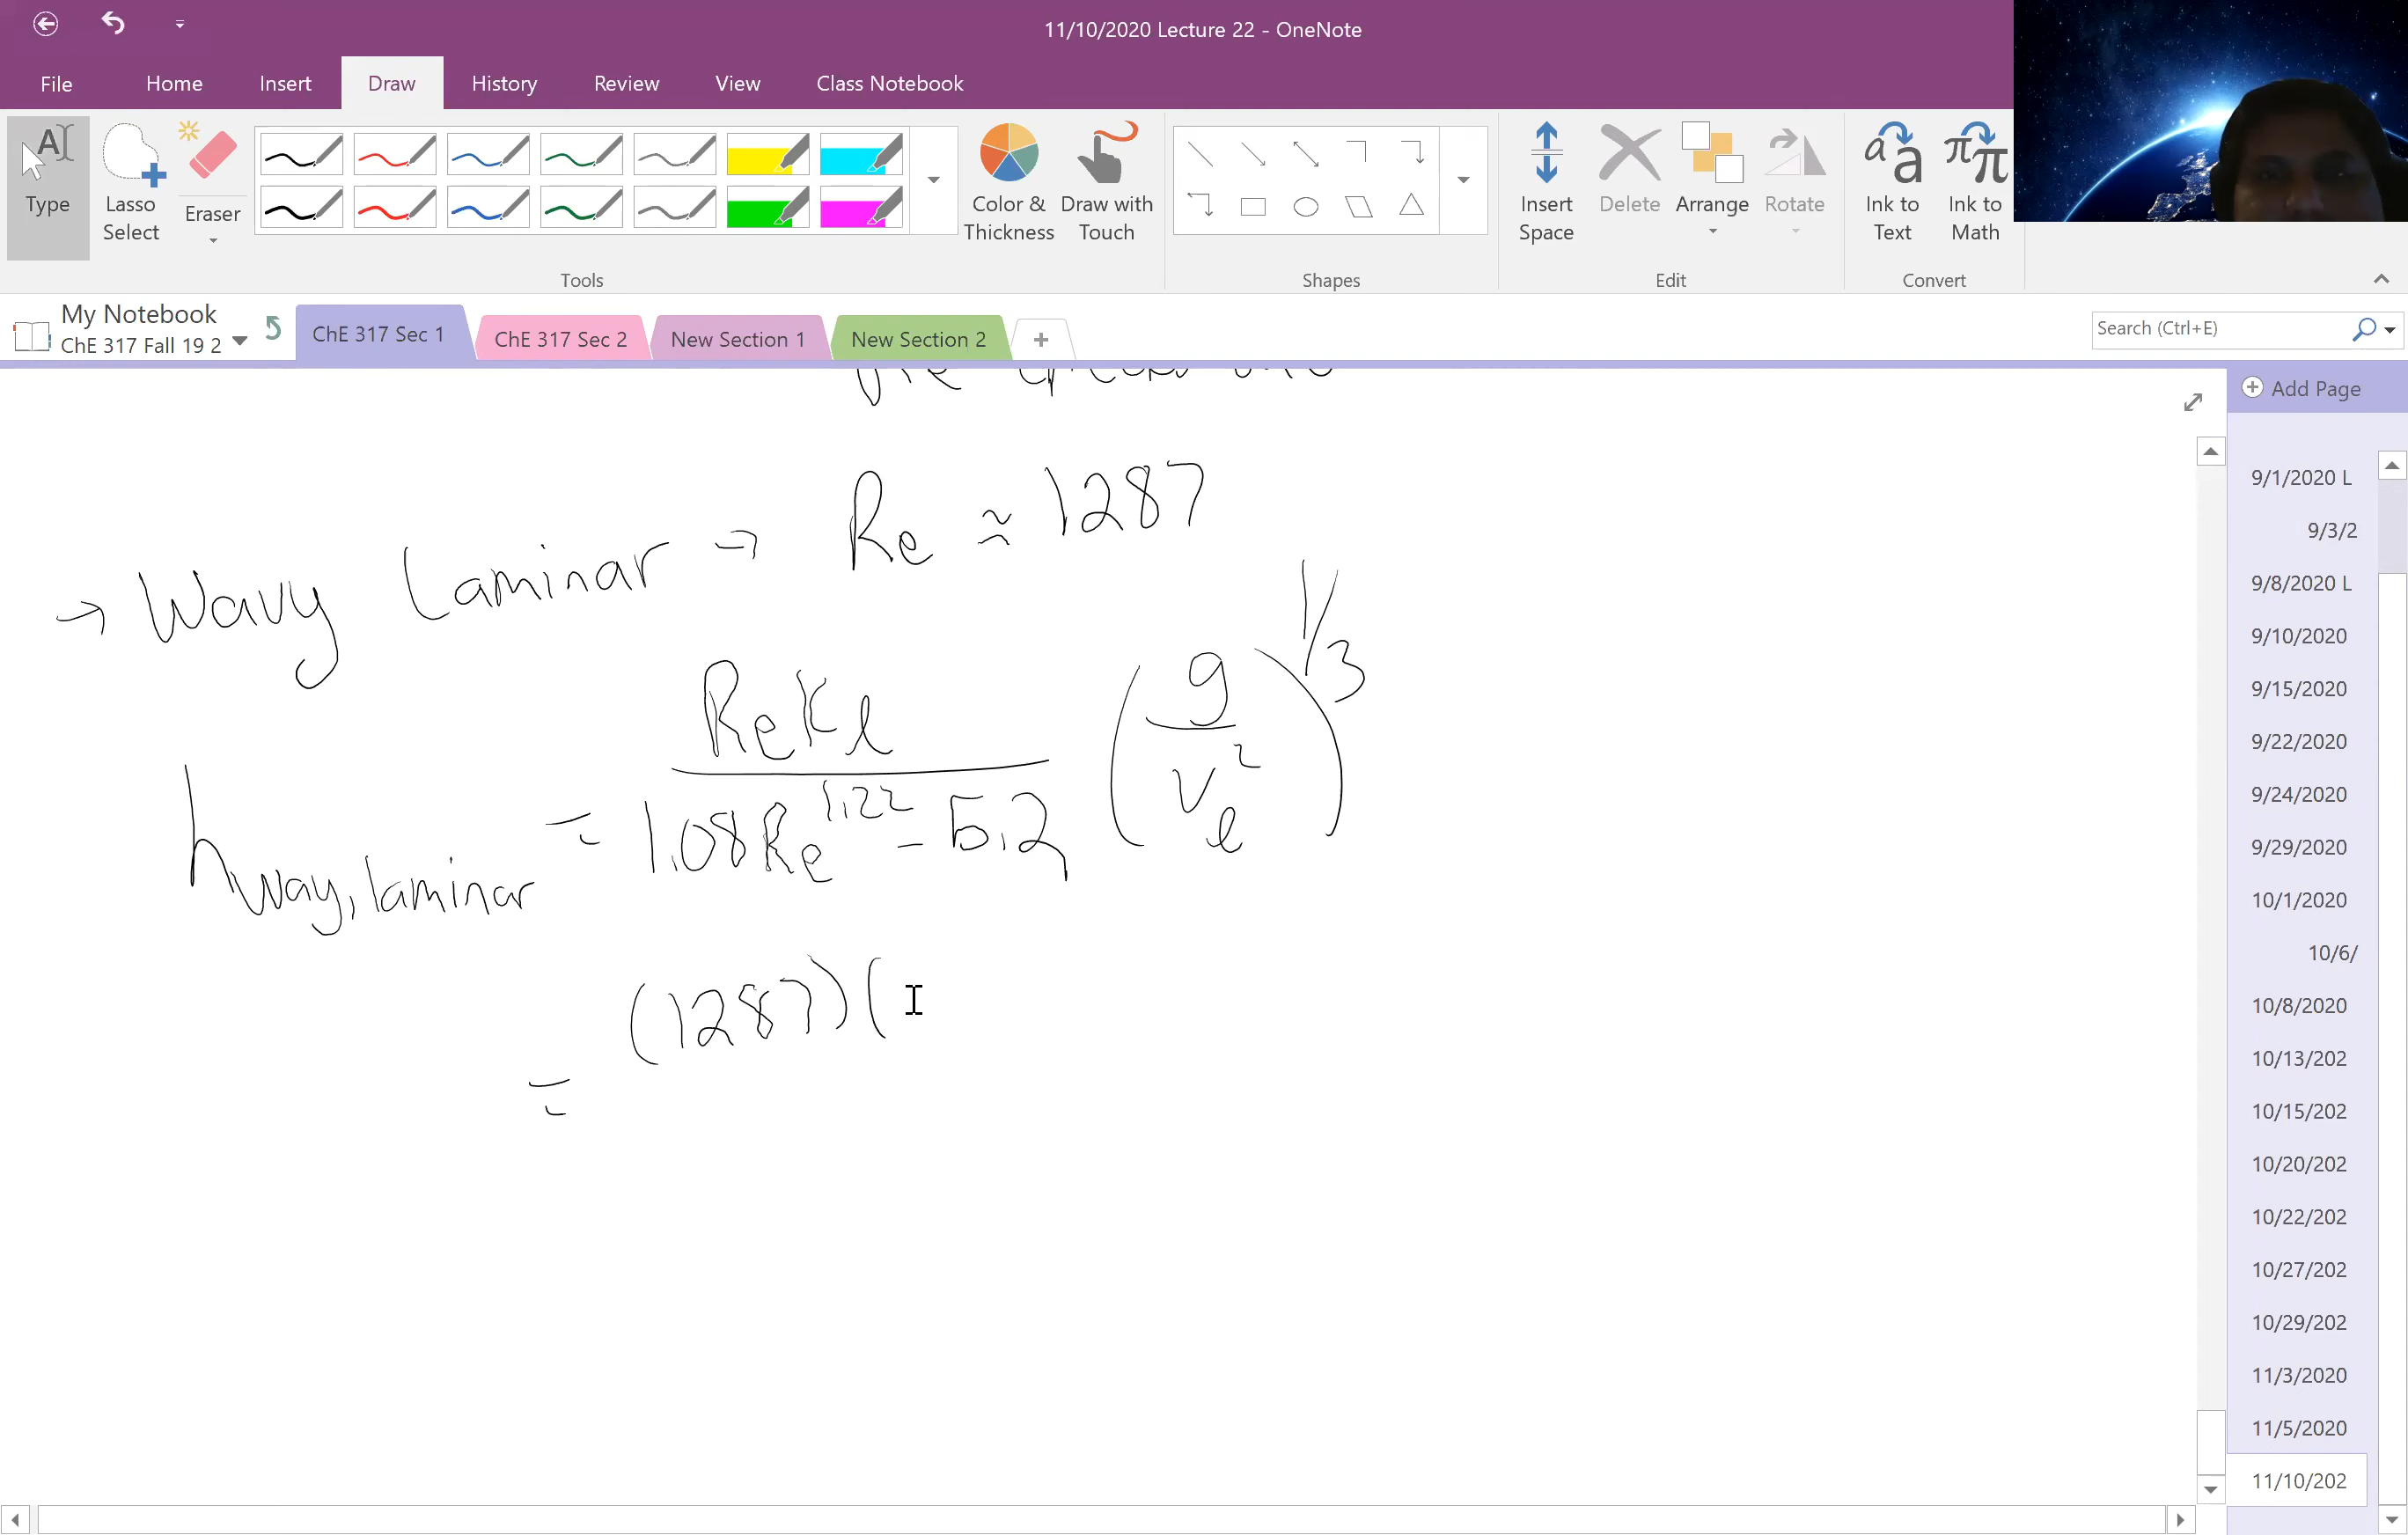 11/10/2020 Lecture 22 - OneNote
File Home Insert Draw History Review View Class Notebook
Type
Lasso Select
Eraser
Color & Thickness
Draw with Touch
Insert Space
Delete
Arrange
Rotate
Ink to Text
Ink to Math
Tools Shapes Edit Convert
My Notebook
ChE 317 Fall 19 2
ChE 317 Sec 1 ChE 317 Sec 2 New Section 1 New Section 2 +
Search (Ctrl+E)
Add Page
→ Wavy laminar → Re ≈ 1287
h_way, laminar = Re K_l / (1.08 Re^1.22 - 5.2) (g / ν_l^2)^1/3
= (1287)(
9/1/2020 L
9/3/2
9/8/2020 L
9/10/2020
9/15/2020
9/22/2020
9/24/2020
9/29/2020
10/1/2020
10/6/
10/8/2020
10/13/202
10/15/202
10/20/202
10/22/202
10/27/202
10/29/202
11/3/2020
11/5/2020
11/10/202